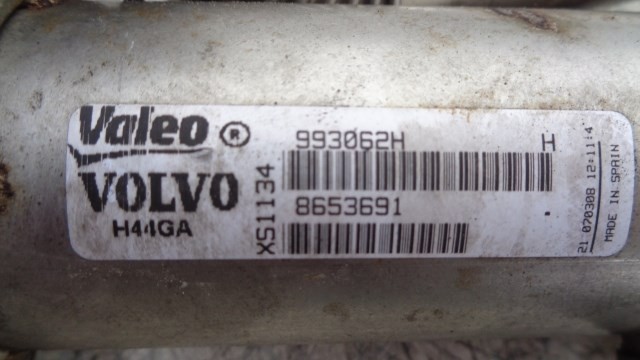 Valeo ®
VOLVO
H44GA
XS1134
993062H H
8653691
21 070308 12:11:4
MADE IN SPAIN